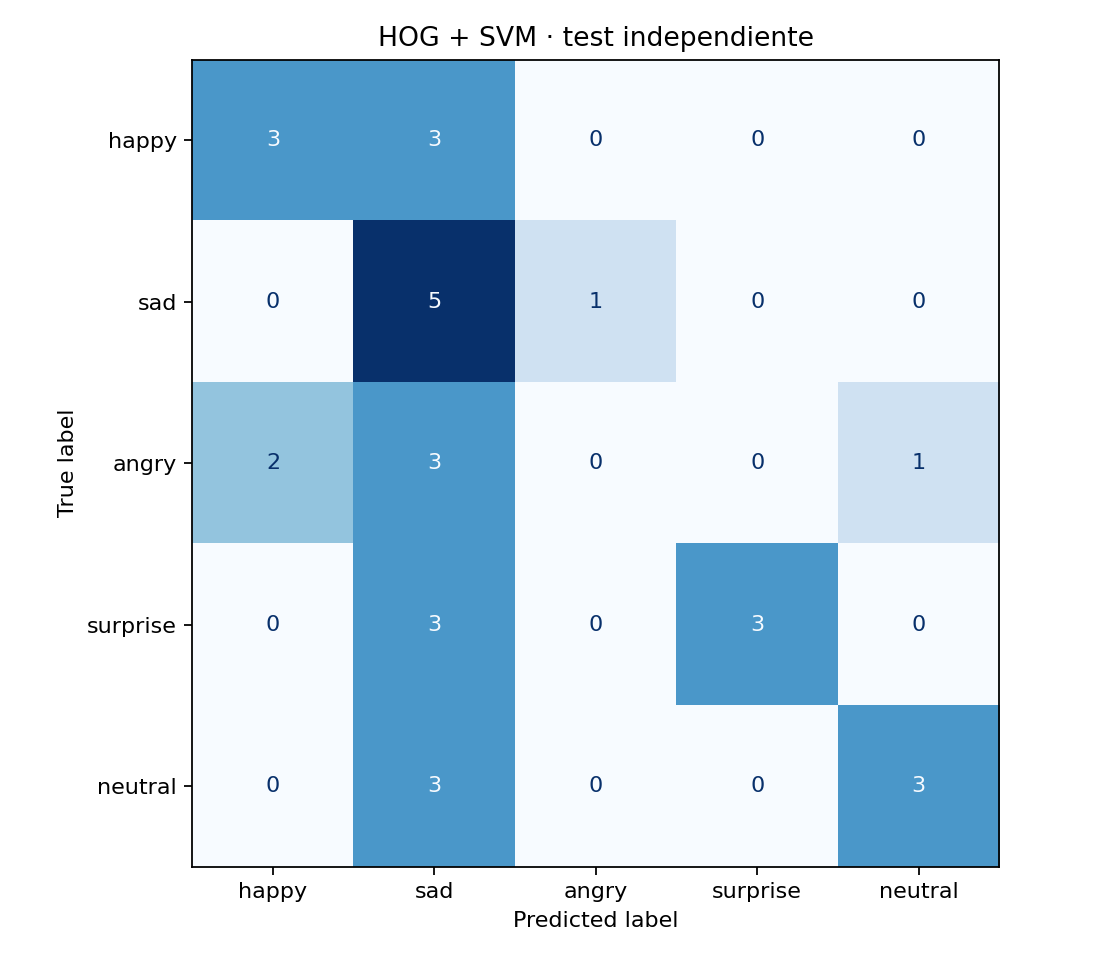 HOG + SVM · test independiente
happy 3 3 0 0 0
sad 0 5 1 0 0
angry 2 3 0 0 1
surprise 0 3 0 3 0
neutral 0 3 0 0 3
True label
happy sad angry surprise neutral
Predicted label